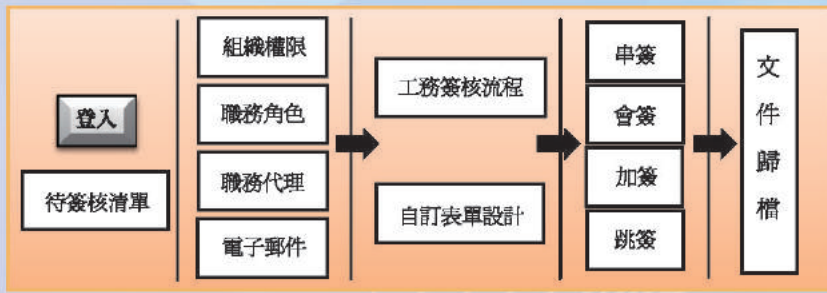 登入
待簽核清單
組織權限
職務角色
職務代理
電子郵件
工務簽核流程
自訂表單設計
串簽
會簽
加簽
跳簽
文件歸檔